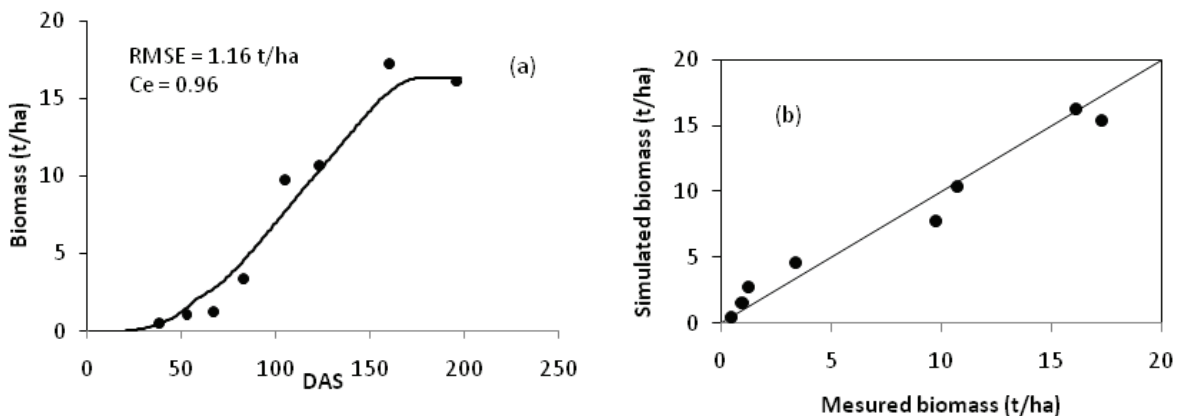 20
15
10
5
0
Biomass (t/ha)
RMSE = 1.16 t/ha
Ce = 0.96
(a)
0 50 100 150 200 250
DAS
20
15
10
5
0
Simulated biomass (t/ha)
(b)
0 5 10 15 20
Mesured biomass (t/ha)